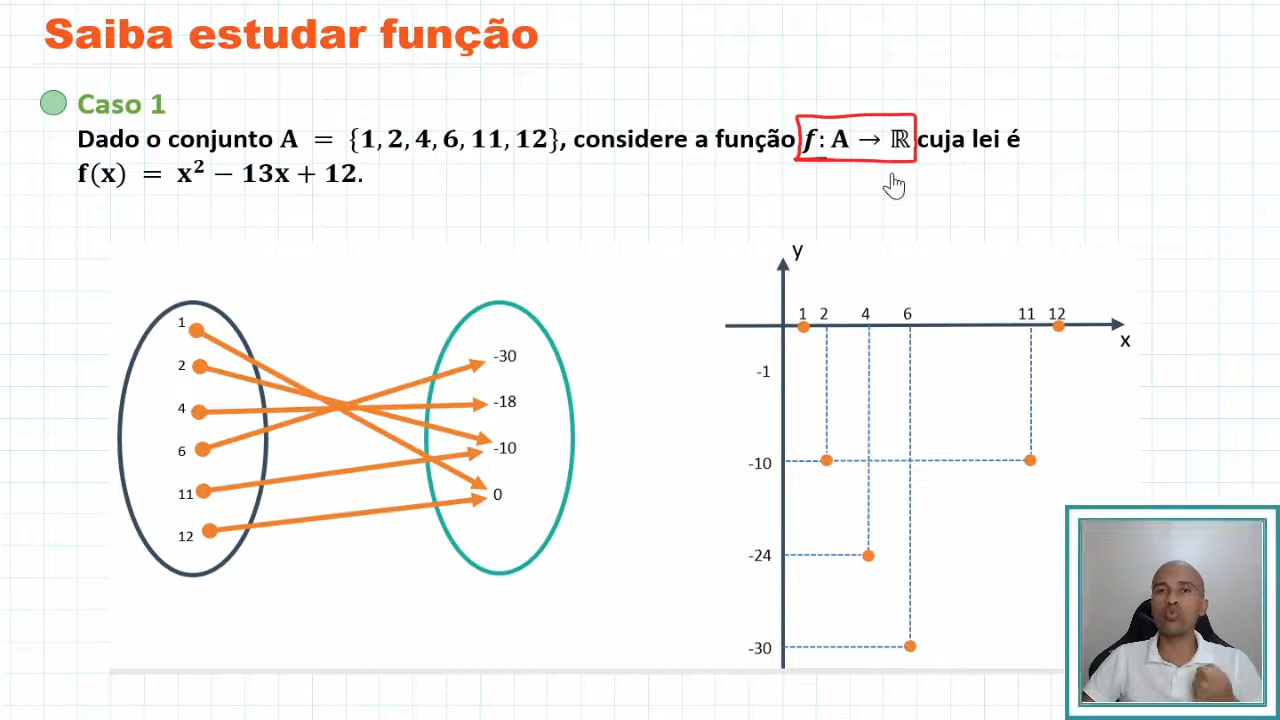 Saiba estudar função
Caso 1
Dado o conjunto A = {1, 2, 4, 6, 11, 12}, considere a função f: A → ℝ cuja lei é
f(x) = x² − 13x + 12.
1
2
4
6
11
12
-30
-18
-10
0
y
1 2 4 6 11 12
x
-1
-10
-24
-30